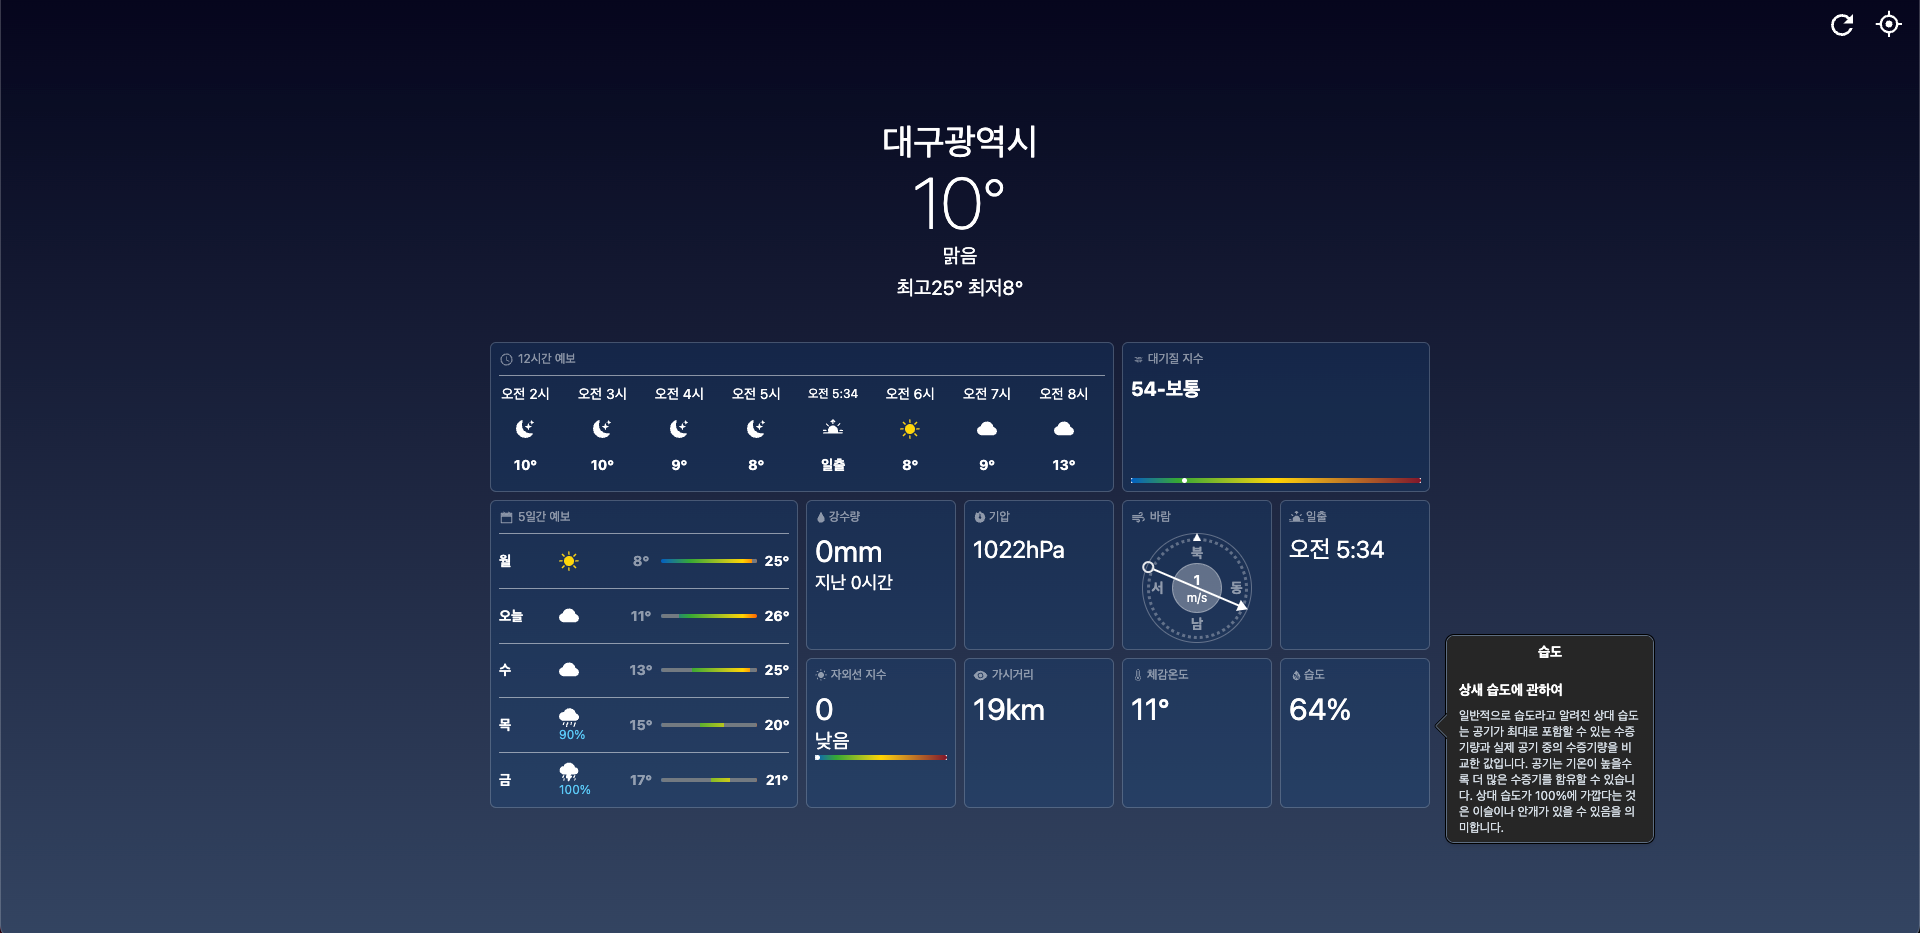 대구광역시
10°
맑음
최고25° 최저8°
12시간 예보
오전 2시 오전 3시 오전 4시 오전 5시 오전 5:34 오전 6시 오전 7시 오전 8시
10° 10° 9° 8° 일출 8° 9° 13°
대기질 지수
54-보통
5일간 예보
월 8° 25°
오늘 11° 26°
수 13° 25°
목 90% 15° 20°
금 100% 17° 21°
강수량
0mm
지난 0시간
기압
1022hPa
바람
북
서 1 동
m/s
남
일출
오전 5:34
자외선 지수
0
낮음
가시거리
19km
체감온도
11°
습도
64%
습도
상새 습도에 관하여
일반적으로 습도라고 알려진 상대 습도
는 공기가 최대로 포함할 수 있는 수증
기량과 실제 공기 중의 수증기량을 비
교한 값입니다. 공기는 기온이 높을수
록 더 많은 수증기를 함유할 수 있습니
다. 상대 습도가 100%에 가깝다는 것
은 이슬이나 안개가 있을 수 있음을 의
미합니다.